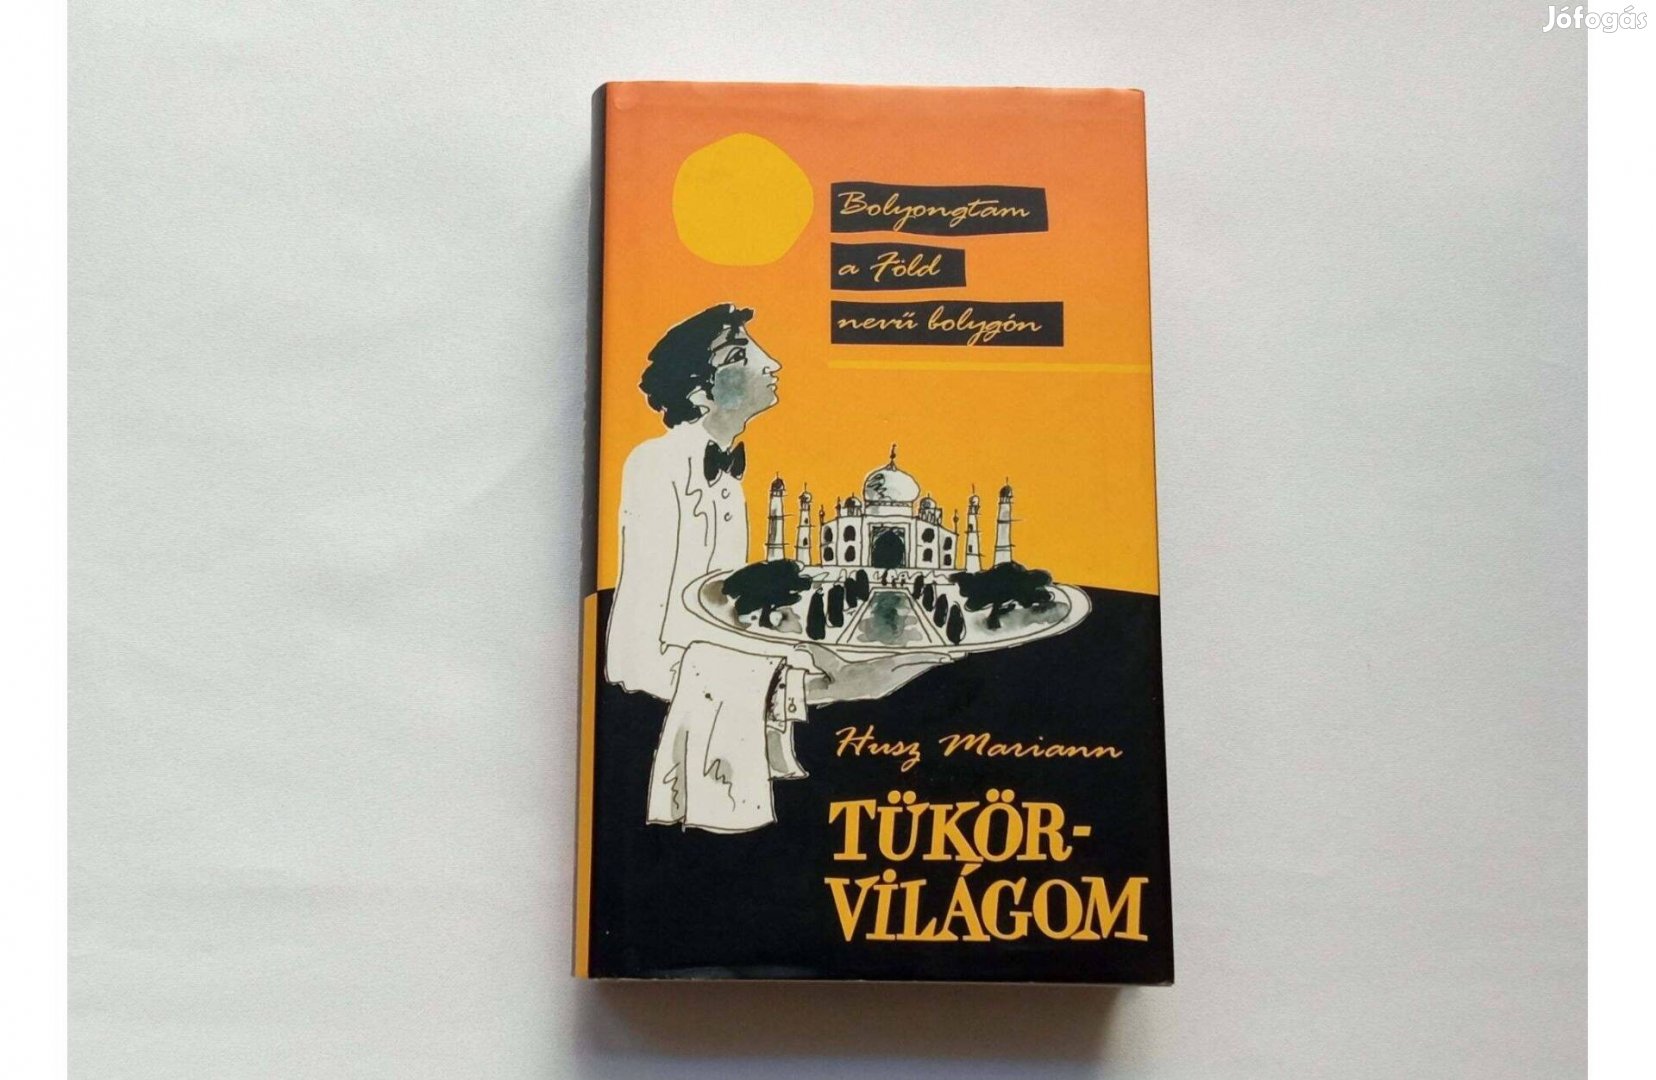 Jófogás
Bolyongtam
a Föld
nevű bolygón
Husz Mariann
TÜKÖR-
VILÁGOM